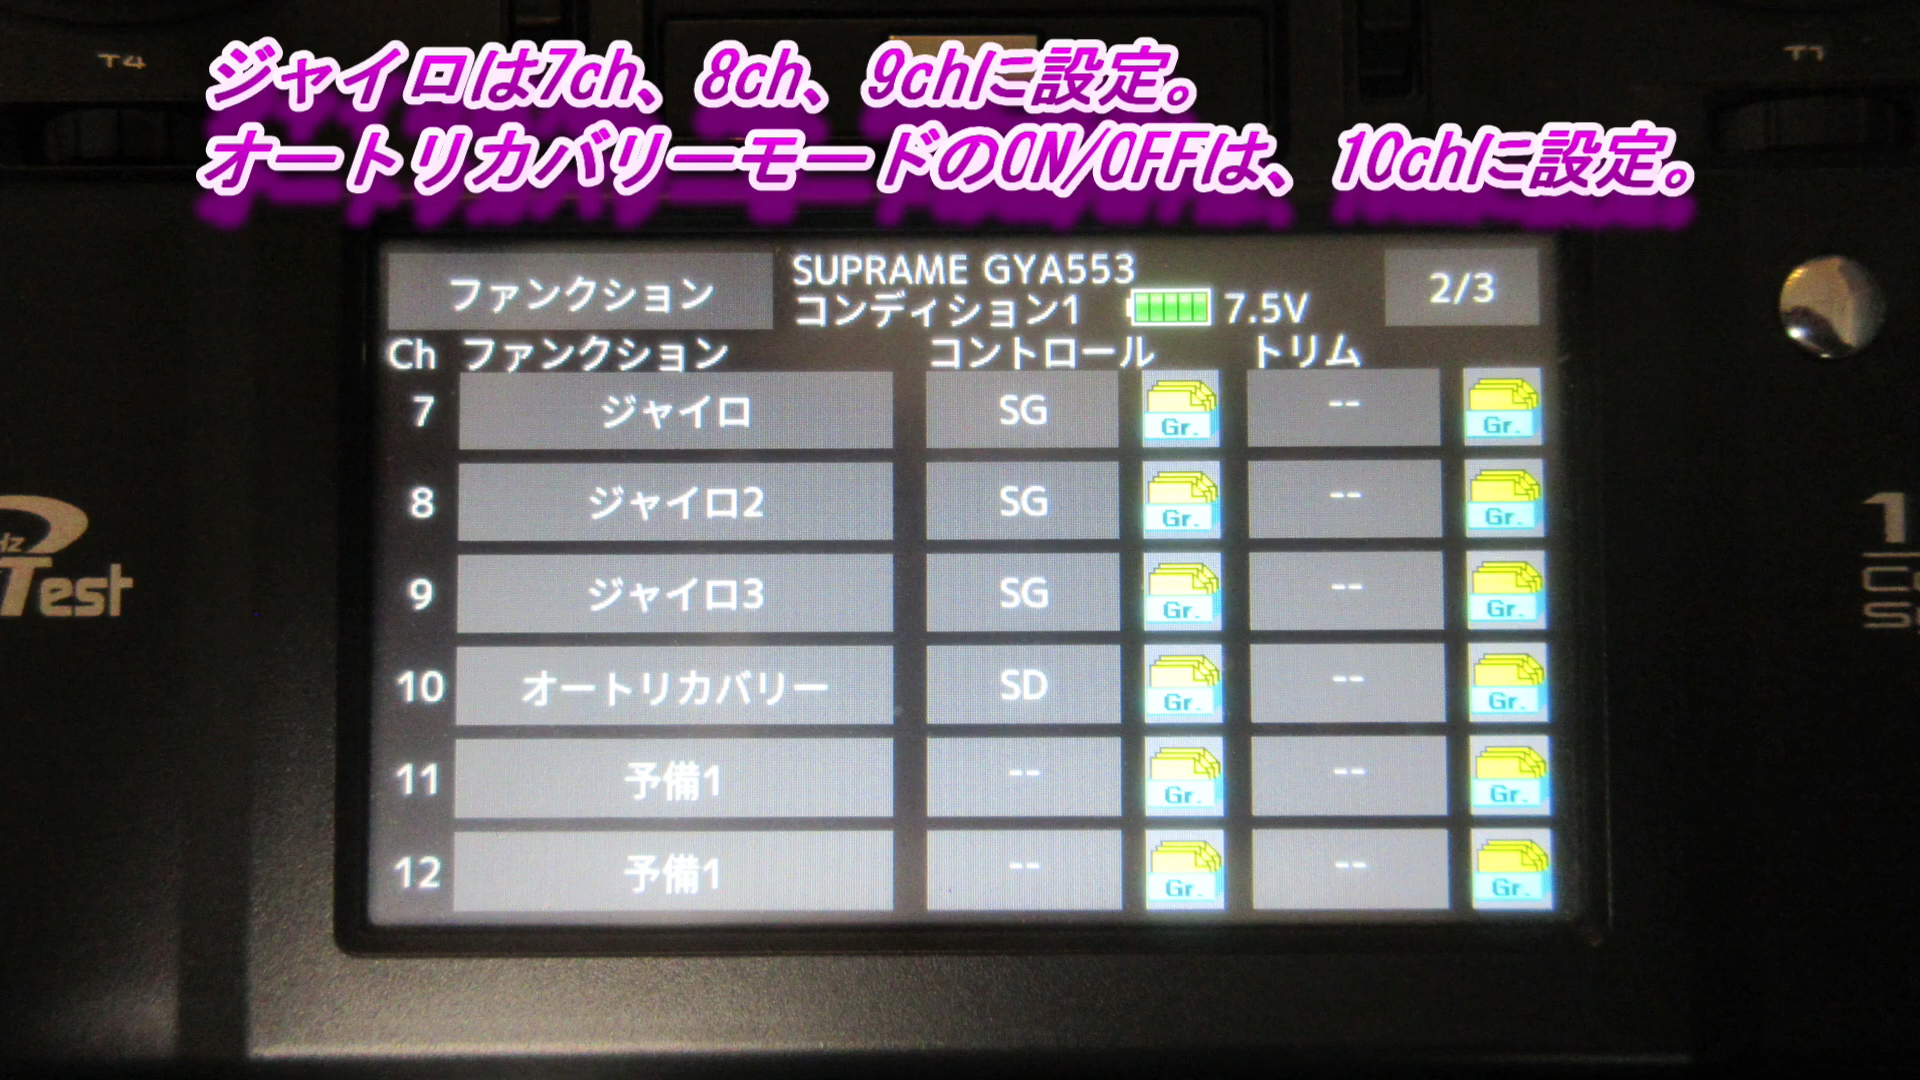 ジャイロは7ch、8ch、9chに設定。
オートリカバリーモードのON/OFFは、10chに設定。
T4
T1
ファンクション
SUPRAME GYA553
コンディション1
7.5V
2/3
Ch ファンクション コントロール トリム
7 ジャイロ SG Gr. -- Gr.
8 ジャイロ2 SG Gr. -- Gr.
9 ジャイロ3 SG Gr. -- Gr.
10 オートリカバリー SD Gr. -- Gr.
11 予備1 -- Gr. -- Gr.
12 予備1 -- Gr. -- Gr.
Test